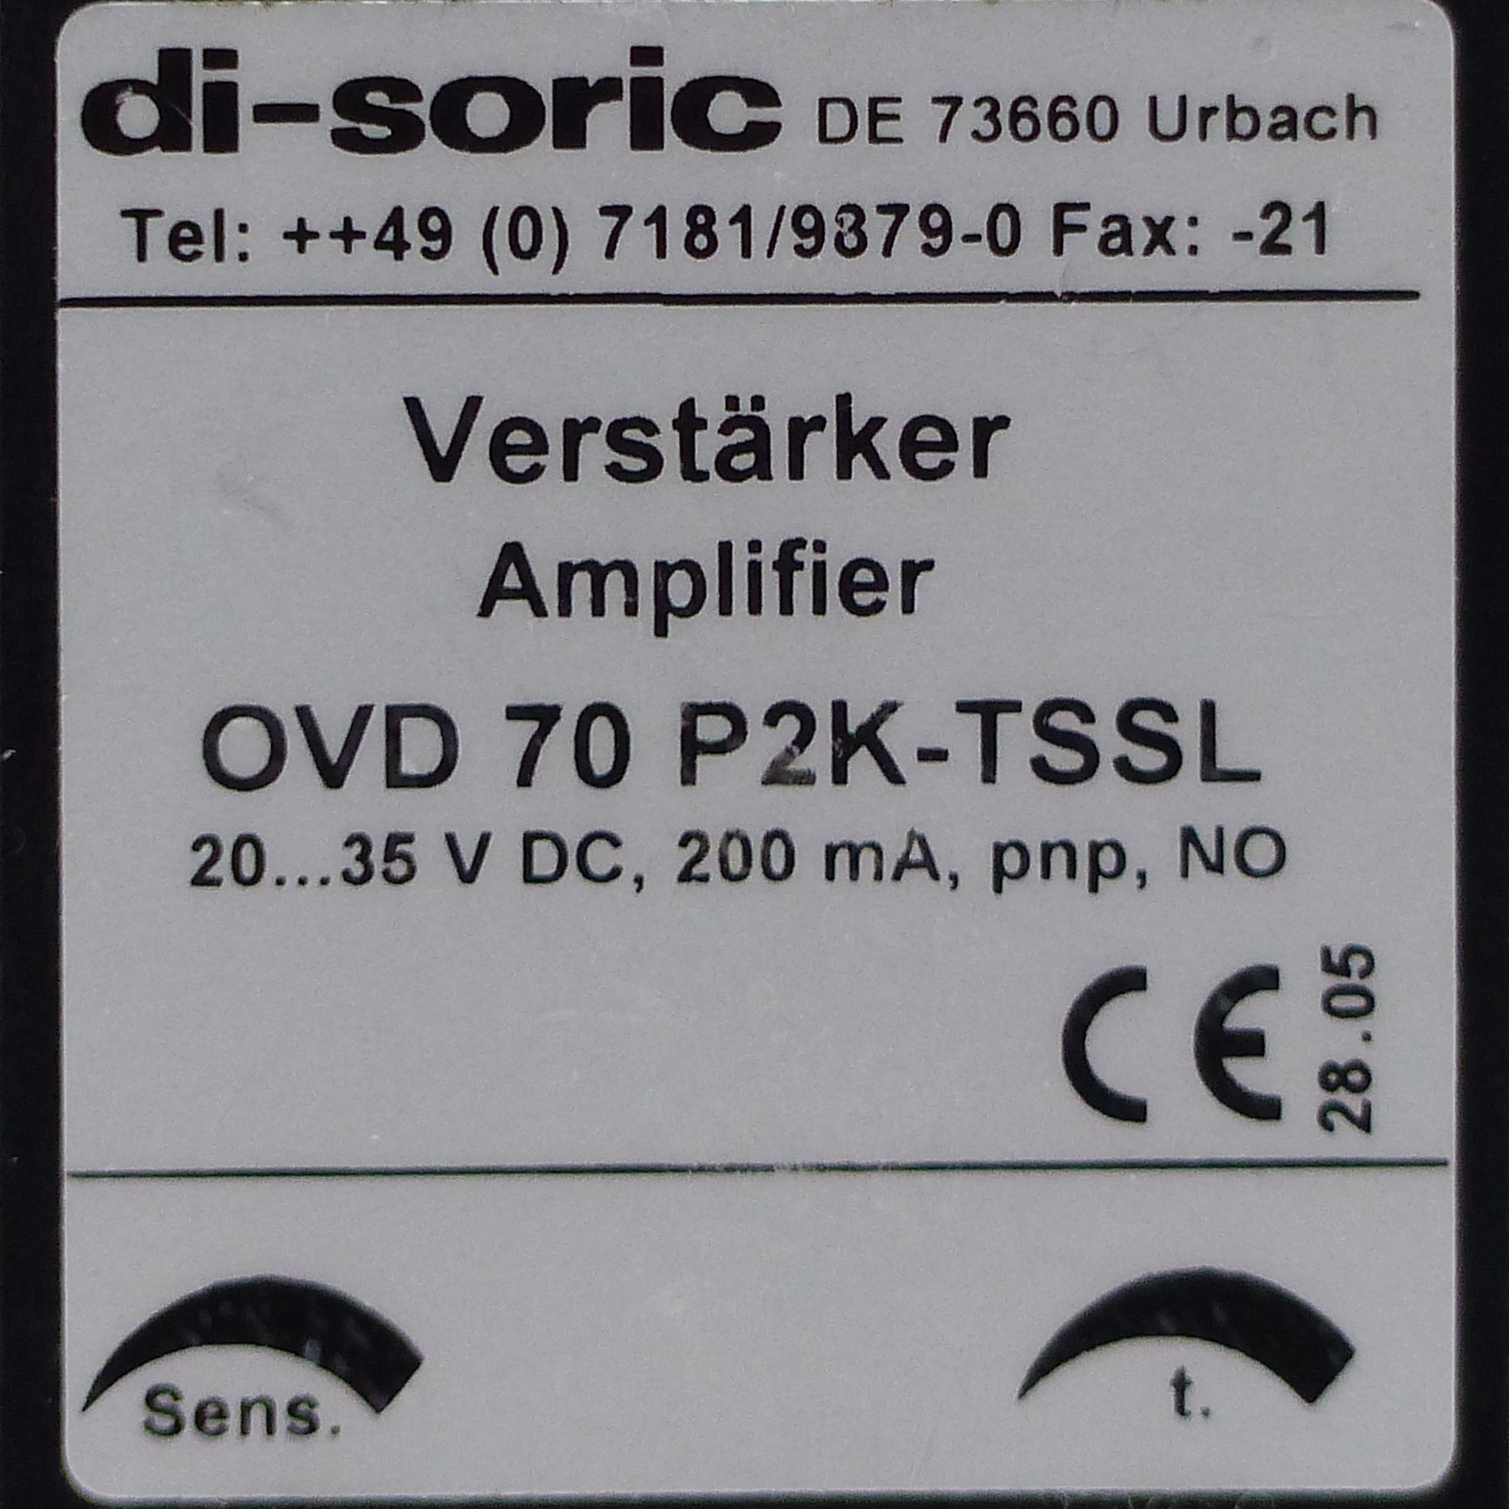 di-soric DE 73660 Urbach
Tel: ++49 (0) 7181/9879-0 Fax: -21
Verstärker
Amplifier
OVD 70 P2K-TSSL
20...35 V DC, 200 mA, pnp, NO
CE 28.05
Sens. t.